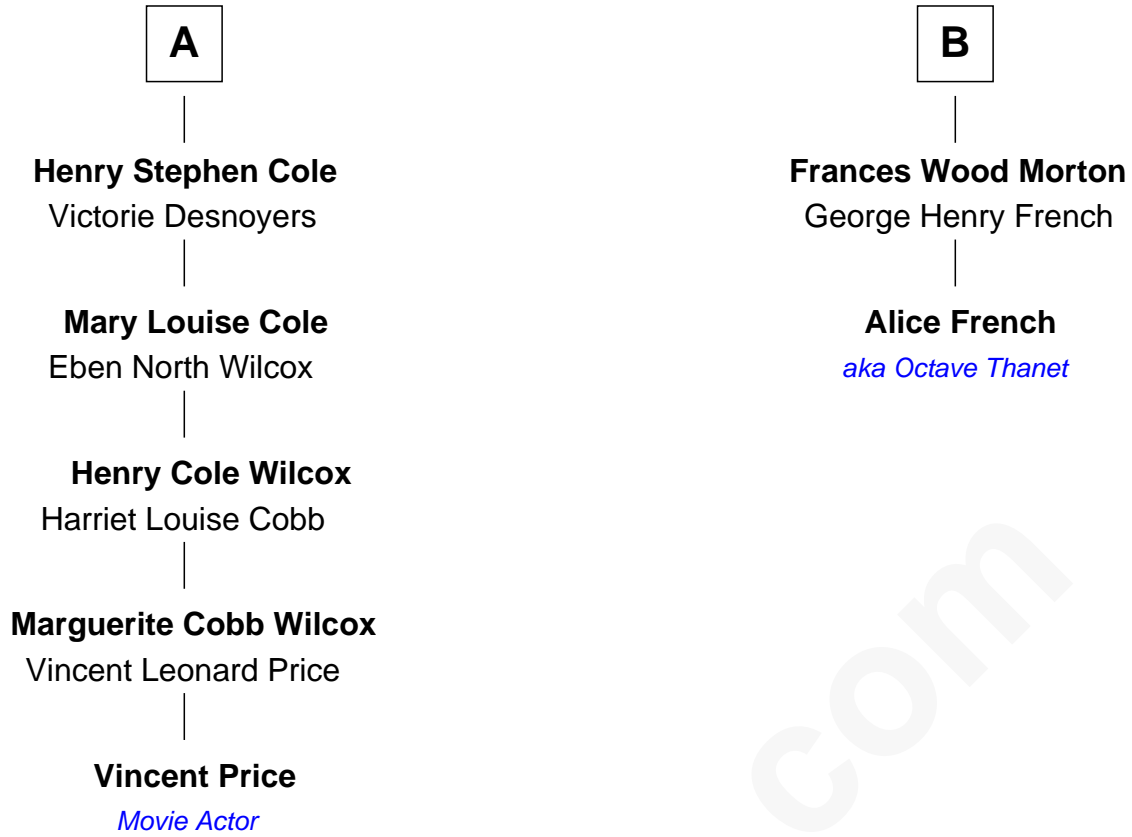 A
Henry Stephen Cole
Victorie Desnoyers
Mary Louise Cole
Eben North Wilcox
Henry Cole Wilcox
Harriet Louise Cobb
Marguerite Cobb Wilcox
Vincent Leonard Price
Vincent Price
Movie Actor
B
Frances Wood Morton
George Henry French
Alice French
aka Octave Thanet
com